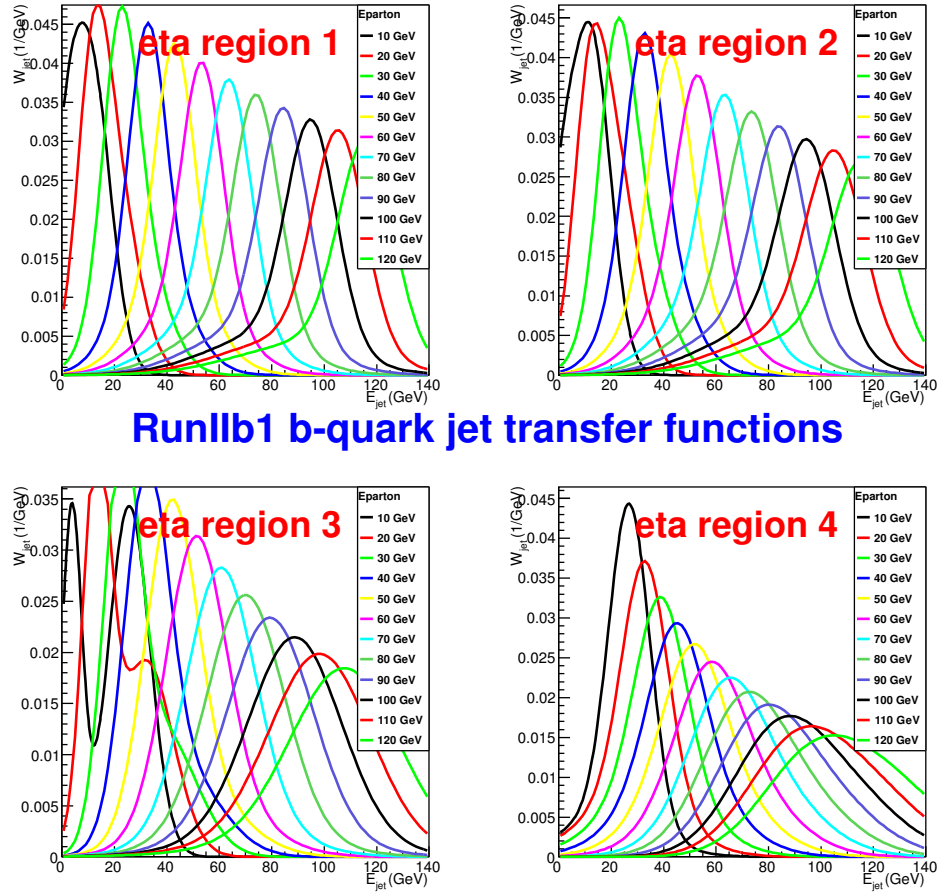 eta region 1
W_jet (1/GeV)
0.045
0.04
0.035
0.03
0.025
0.02
0.015
0.01
0.005
0
0 20 40 60 80 100 120 140
E_jet (GeV)
Eparton
10 GeV
20 GeV
30 GeV
40 GeV
50 GeV
60 GeV
70 GeV
80 GeV
90 GeV
100 GeV
110 GeV
120 GeV
eta region 2
W_jet (1/GeV)
0.045
0.04
0.035
0.03
0.025
0.02
0.015
0.01
0.005
0
0 20 40 60 80 100 120 140
E_jet (GeV)
Eparton
10 GeV
20 GeV
30 GeV
40 GeV
50 GeV
60 GeV
70 GeV
80 GeV
90 GeV
100 GeV
110 GeV
120 GeV
RunIIb1 b-quark jet transfer functions
eta region 3
W_jet (1/GeV)
0.035
0.03
0.025
0.02
0.015
0.01
0.005
0
0 20 40 60 80 100 120 140
E_jet (GeV)
Eparton
10 GeV
20 GeV
30 GeV
40 GeV
50 GeV
60 GeV
70 GeV
80 GeV
90 GeV
100 GeV
110 GeV
120 GeV
eta region 4
W_jet (1/GeV)
0.045
0.04
0.035
0.03
0.025
0.02
0.015
0.01
0.005
0
0 20 40 60 80 100 120 140
E_jet (GeV)
Eparton
10 GeV
20 GeV
30 GeV
40 GeV
50 GeV
60 GeV
70 GeV
80 GeV
90 GeV
100 GeV
110 GeV
120 GeV